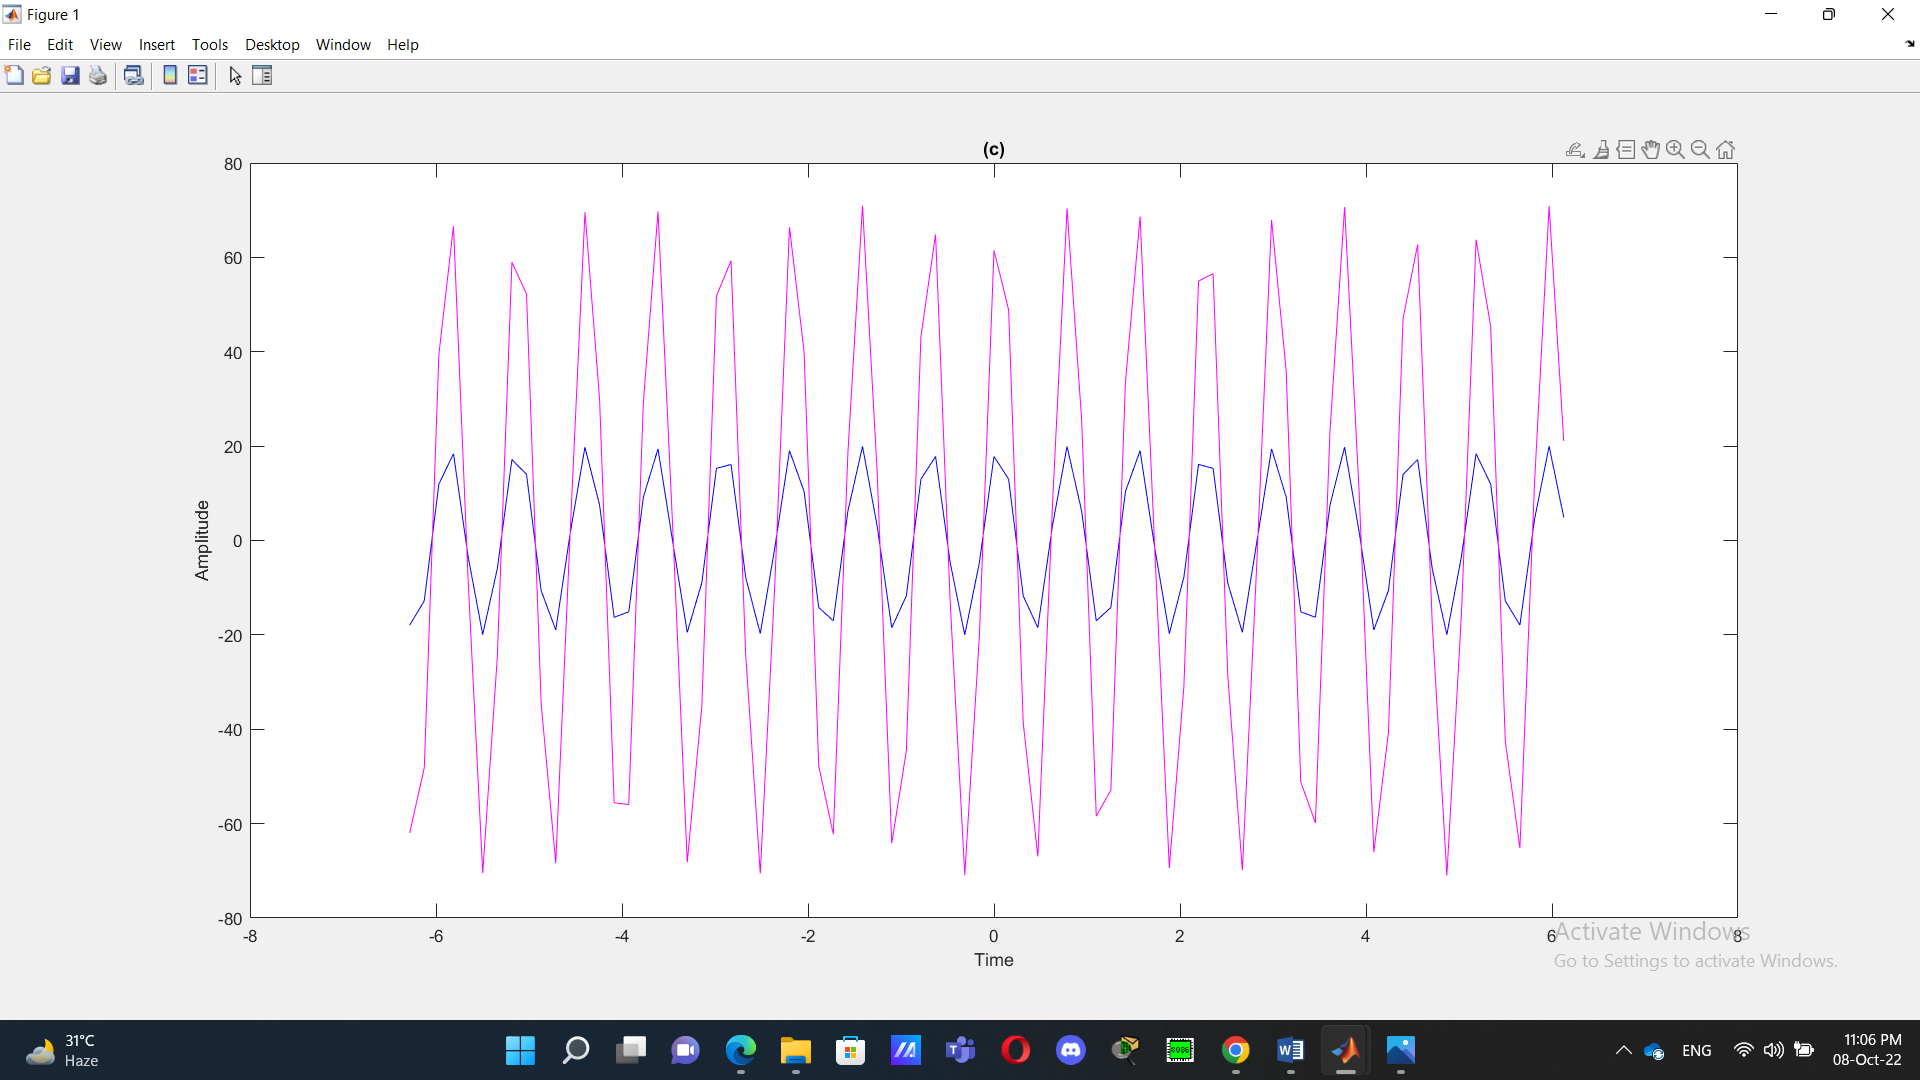 Figure 1
File Edit View Insert Tools Desktop Window Help
(c)
80
60
40
20
0
-20
-40
-60
-80
Amplitude
-8 -6 -4 -2 0 2 4 6 8
Time
Activate Windows
Go to Settings to activate Windows.
31°C
Haze
8086
ENG
11:06 PM
08-Oct-22